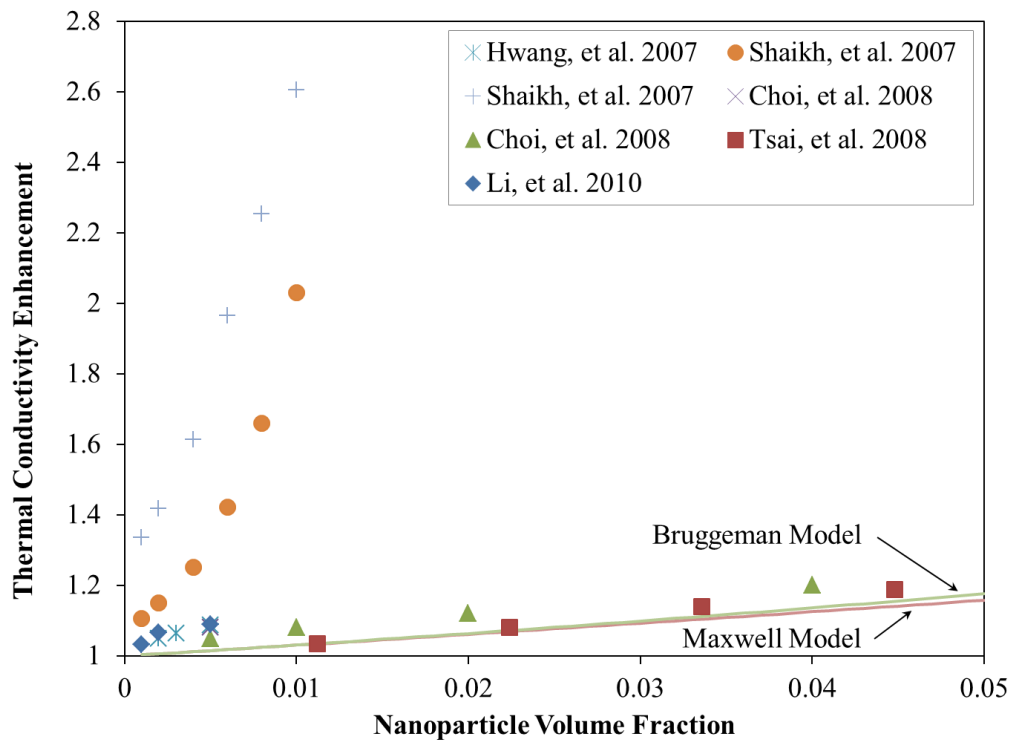 2.8
2.6
2.4
2.2
2
1.8
1.6
1.4
1.2
1
Thermal Conductivity Enhancement
Hwang, et al. 2007
Shaikh, et al. 2007
Shaikh, et al. 2007
Choi, et al. 2008
Choi, et al. 2008
Tsai, et al. 2008
Li, et al. 2010
Bruggeman Model
Maxwell Model
0 0.01 0.02 0.03 0.04 0.05
Nanoparticle Volume Fraction